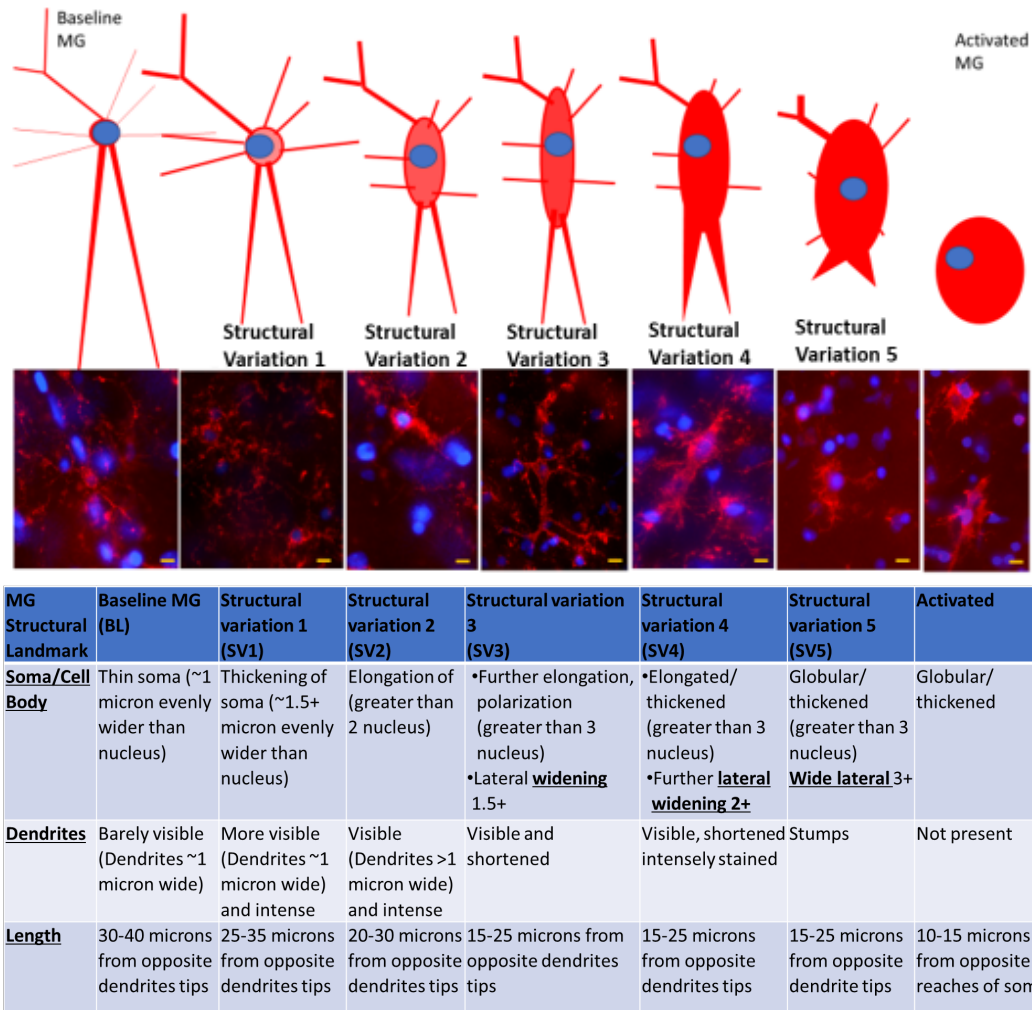 Baseline
MG
Activated
MG
Structural
Variation 1
Structural
Variation 2
Structural
Variation 3
Structural
Variation 4
Structural
Variation 5
MG
Structural
Landmark
Baseline MG
(BL)
Structural
variation 1
(SV1)
Structural
variation 2
(SV2)
Structural variation
3
(SV3)
Structural
variation 4
(SV4)
Structural
variation 5
(SV5)
Activated
Soma/Cell
Body
Thin soma (~1
micron evenly
wider than
nucleus)
Thickening of
soma (~1.5+
micron evenly
wider than
nucleus)
Elongation of
(greater than
2 nucleus)
•Further elongation,
polarization
(greater than 3
nucleus)
•Lateral widening
1.5+
•Elongated/
thickened
(greater than 3
nucleus)
•Further lateral
widening 2+
Globular/
thickened
(greater than 3
nucleus)
Wide lateral 3+
Globular/
thickened
Dendrites
Barely visible
(Dendrites ~1
micron wide)
More visible
(Dendrites ~1
micron wide)
and intense
Visible
(Dendrites >1
micron wide)
and intense
Visible and
shortened
Visible, shortened
intensely stained
Stumps
Not present
Length
30-40 microns
from opposite
dendrites tips
25-35 microns
from opposite
dendrites tips
20-30 microns
from opposite
dendrites tips
15-25 microns from
opposite dendrites
tips
15-25 microns
from opposite
dendrites tips
15-25 microns
from opposite
dendrite tips
10-15 microns
from opposite
reaches of som